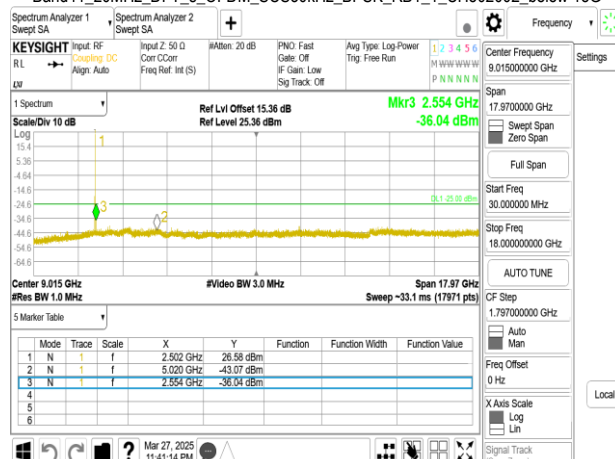 Spectrum Analyzer 1
Swept SA
Spectrum Analyzer 2
Swept SA
+
Frequency
KEYSIGHT
RL
LXI
Input: RF
Coupling: DC
Align: Auto
Input Z: 50 Ω
Corr CCorr
Freq Ref: Int (S)
#Atten: 20 dB
PNO: Fast
Gate: Off
IF Gain: Low
Sig Track: Off
Avg Type: Log-Power
Trig: Free Run
1 2 3 4 5 6
M W W W W W
P N N N N N
1 Spectrum
Scale/Div 10 dB
Ref Lvl Offset 15.36 dB
Ref Level 25.36 dBm
Mkr3 2.554 GHz
-36.04 dBm
Log
15.4
5.36
-4.64
-14.6
-24.6
-34.6
-44.6
-54.6
-64.6
1
3
2
DL1 -25.00 dBm
Center 9.015 GHz
#Video BW 3.0 MHz
Span 17.97 GHz
#Res BW 1.0 MHz
Sweep ~33.1 ms (17971 pts)
5 Marker Table
Mode Trace Scale X Y Function Function Width Function Value
1 N 1 f 2.502 GHz 26.58 dBm
2 N 1 f 5.020 GHz -43.07 dBm
3 N 1 f 2.554 GHz -36.04 dBm
4
5
6
Mar 27, 2025
11:41:14 PM
Center Frequency
9.015000000 GHz
Settings
Span
17.9700000 GHz
Swept Span
Zero Span
Full Span
Start Freq
30.000000 MHz
Stop Freq
18.000000000 GHz
AUTO TUNE
CF Step
1.797000000 GHz
Auto
Man
Freq Offset
0 Hz
X Axis Scale
Log
Lin
Local
Signal Track